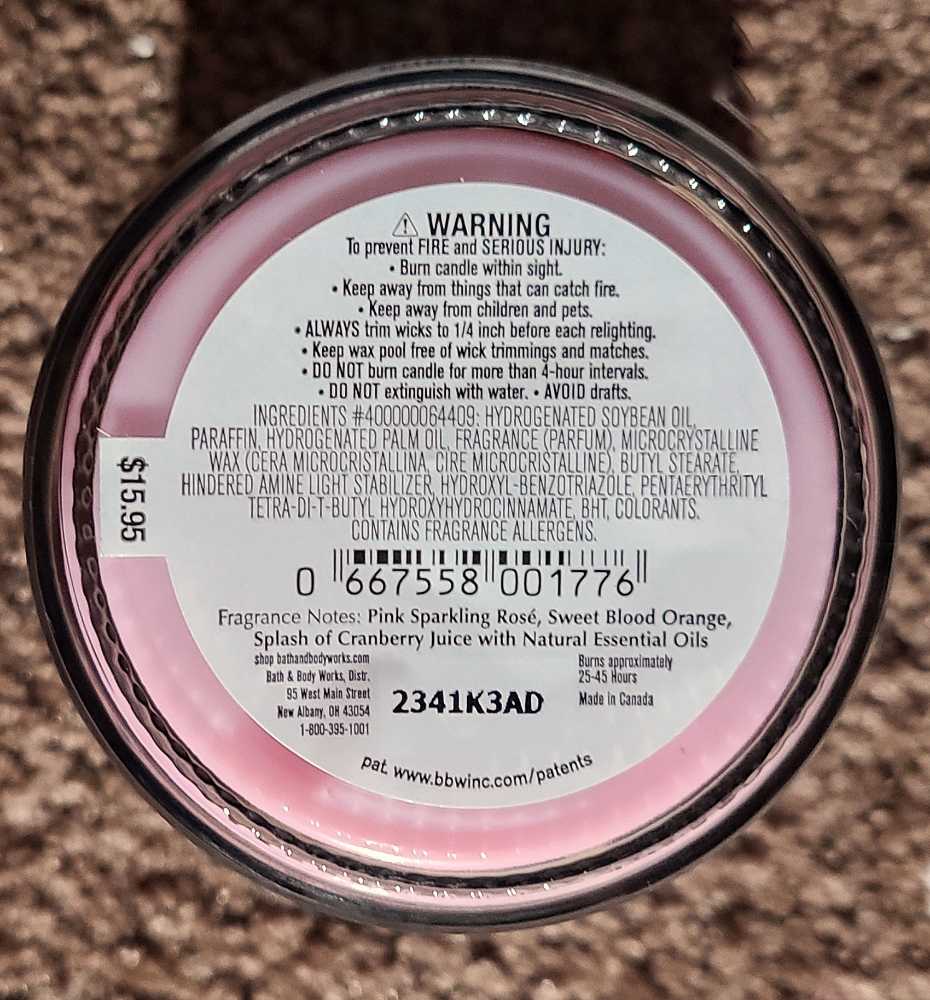 ⚠ WARNING
To prevent FIRE and SERIOUS INJURY:
• Burn candle within sight.
• Keep away from things that can catch fire.
• Keep away from children and pets.
• ALWAYS trim wicks to 1/4 inch before each relighting.
• Keep wax pool free of wick trimmings and matches.
• DO NOT burn candle for more than 4-hour intervals.
• DO NOT extinguish with water. • AVOID drafts.
INGREDIENTS #400000064409: HYDROGENATED SOYBEAN OIL,
PARAFFIN, HYDROGENATED PALM OIL, FRAGRANCE (PARFUM), MICROCRYSTALLINE
WAX (CERA MICROCRISTALLINA, CIRE MICROCRISTALLINE), BUTYL STEARATE,
HINDERED AMINE LIGHT STABILIZER, HYDROXYL-BENZOTRIAZOLE, PENTAERYTHRITYL
TETRA-DI-T-BUTYL HYDROXYHYDROCINNAMATE, BHT, COLORANTS.
CONTAINS FRAGRANCE ALLERGENS.
$15.95
0 667558 001776
Fragrance Notes: Pink Sparkling Rosé, Sweet Blood Orange,
Splash of Cranberry Juice with Natural Essential Oils
shop bathandbodyworks.com
Bath & Body Works, Distr.
95 West Main Street
New Albany, OH 43054
1-800-395-1001
2341K3AD
Burns approximately
25-45 Hours
Made in Canada
pat. www.bbwinc.com/patents